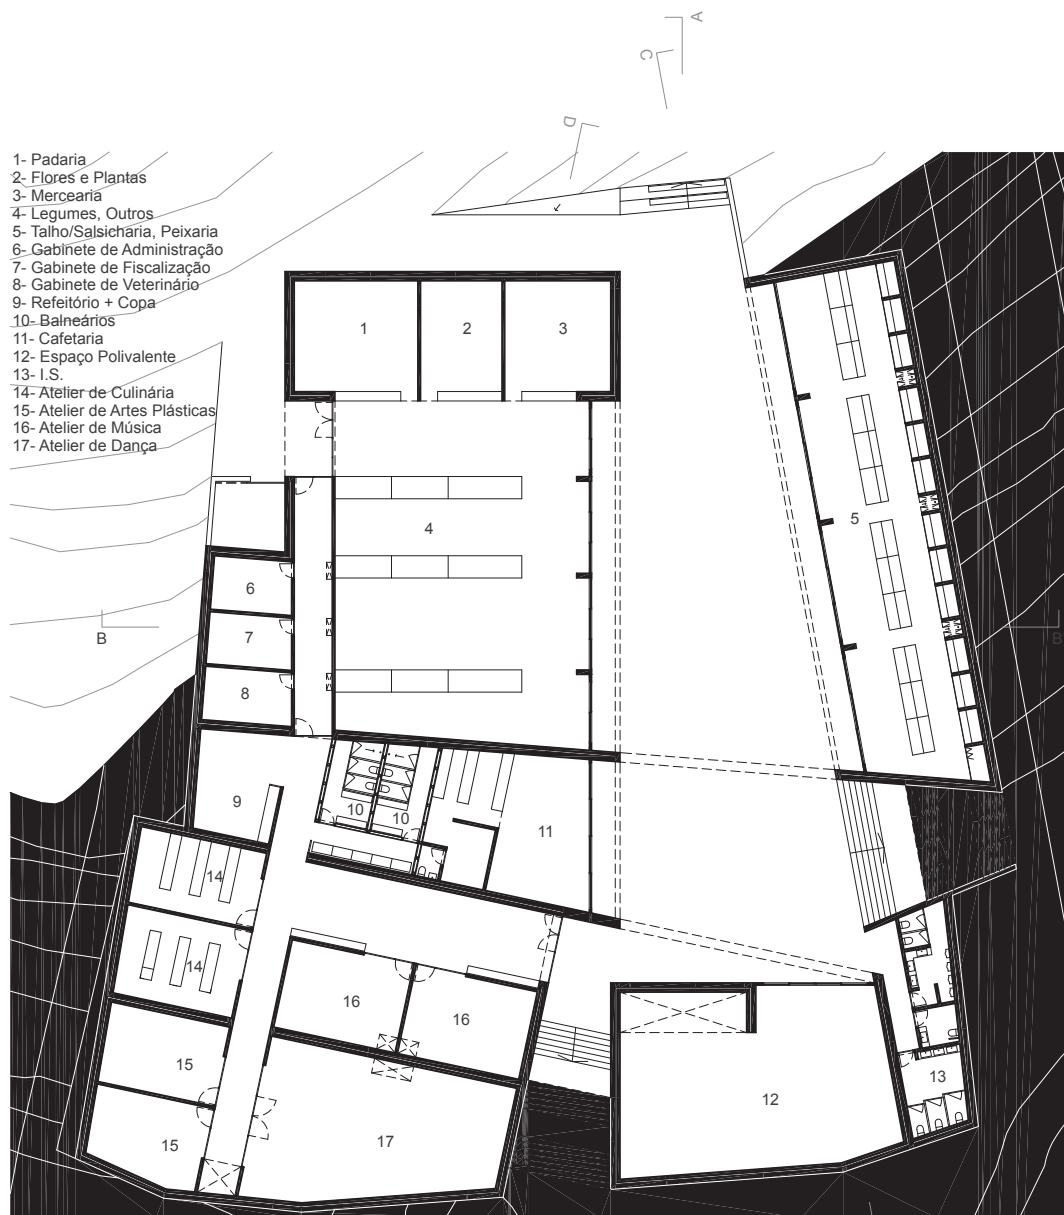 A
C
D
1- Padaria
2- Flores e Plantas
3- Mercearia
4- Legumes, Outros
5- Talho/Salsicharia, Peixaria
6- Gabinete de Administração
7- Gabinete de Fiscalização
8- Gabinete de Veterinário
9- Refeitório + Copa
10- Balneários
11- Cafetaria
12- Espaço Polivalente
13- I.S.
14- Atelier de Culinária
15- Atelier de Artes Plásticas
16- Atelier de Música
17- Atelier de Dança
1
2
3
4
5
6
7
8
B
B
9
10
10
11
14
14
16
16
15
15
17
12
13